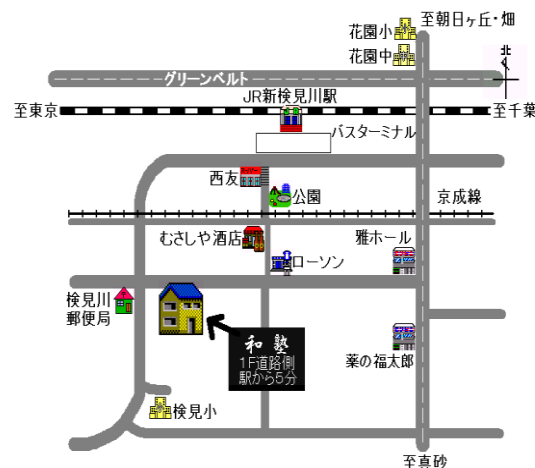 至朝日ヶ丘・畑
花園小
花園中
北
グリーンベルト
JR新検見川駅
至東京
至千葉
バスターミナル
西友
公園
京成線
むさしや酒店
雅ホール
ローソン
検見川
郵便局
和塾
1F道路側
駅から5分
薬の福太郎
検見小
至真砂